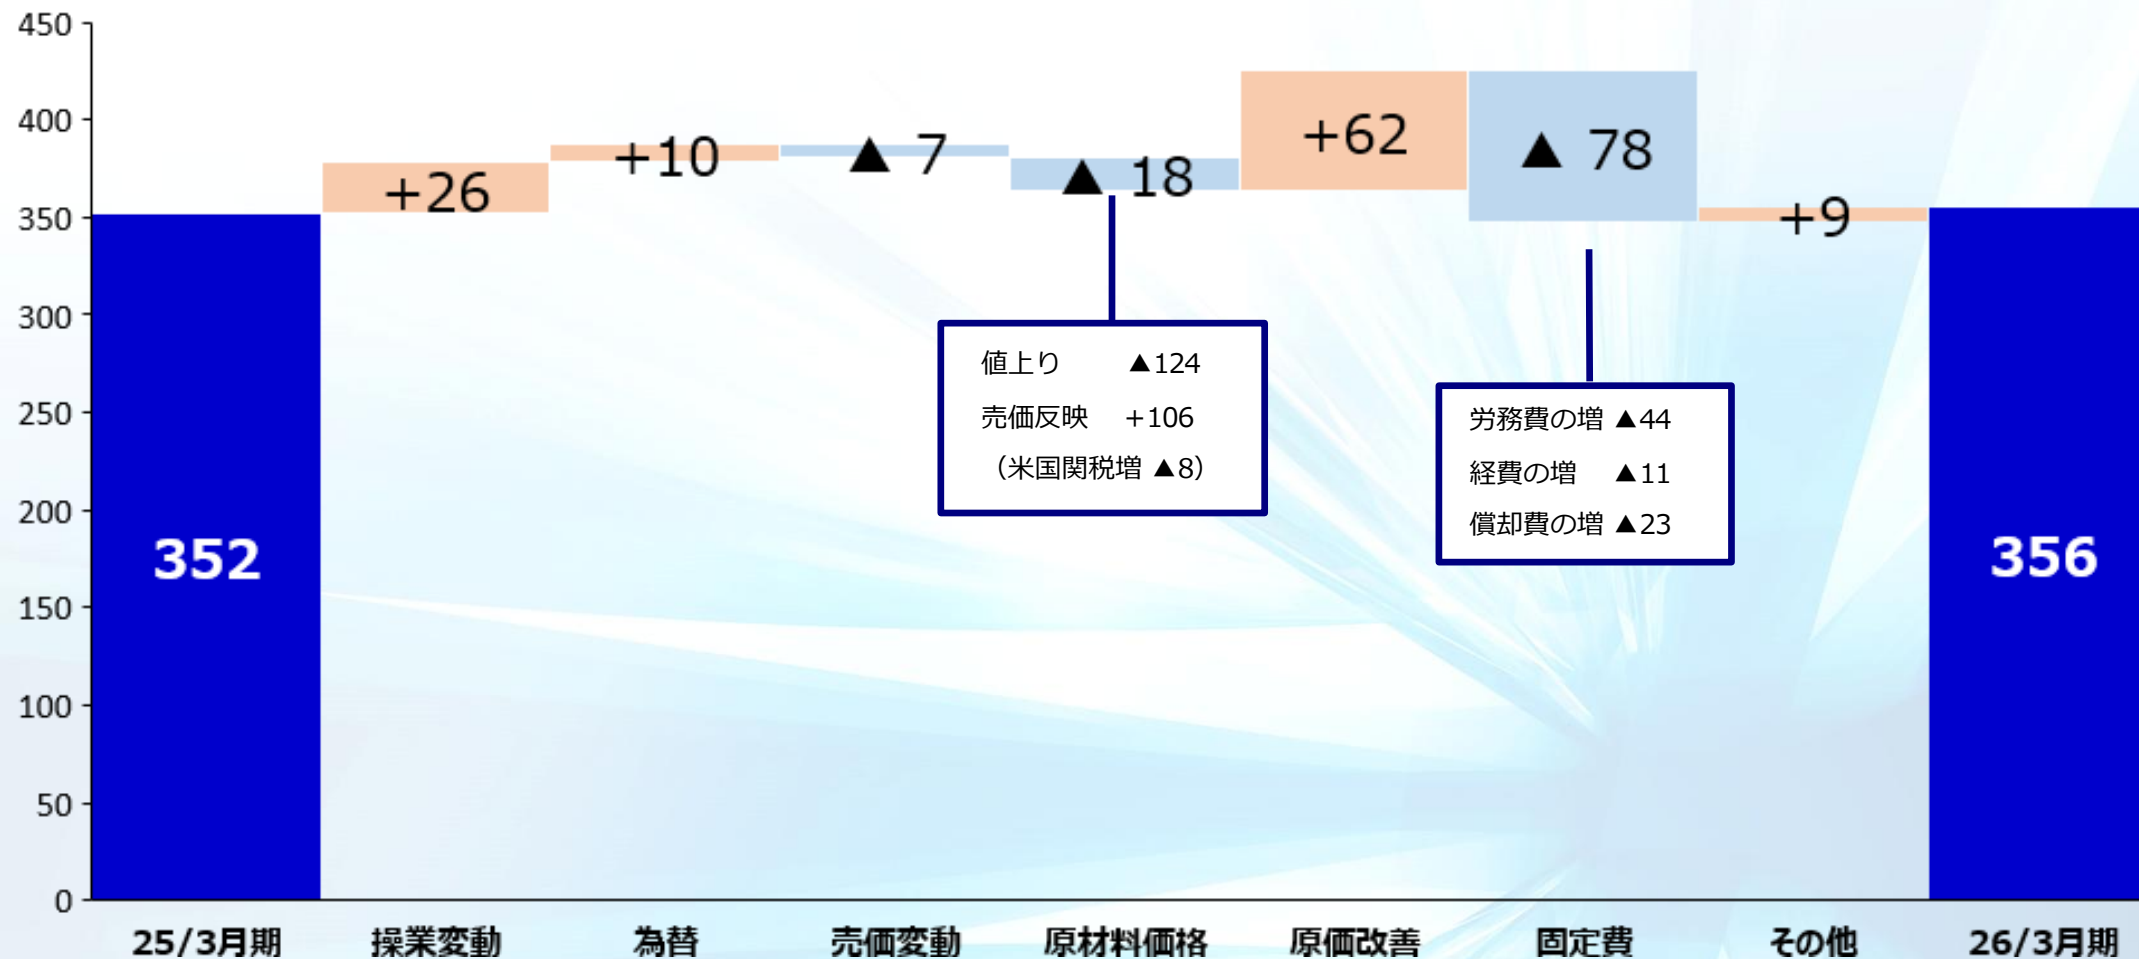 450
400
350
300
250
200
150
100
50
0
352
+26
+10
▲ 7
▲ 18
+62
▲ 78
+9
356
値上り ▲124
売価反映 +106
（米国関税増 ▲8）
労務費の増 ▲44
経費の増 ▲11
償却費の増 ▲23
25/3月期 操業変動 為替 売価変動 原材料価格 原価改善 固定費 その他 26/3月期